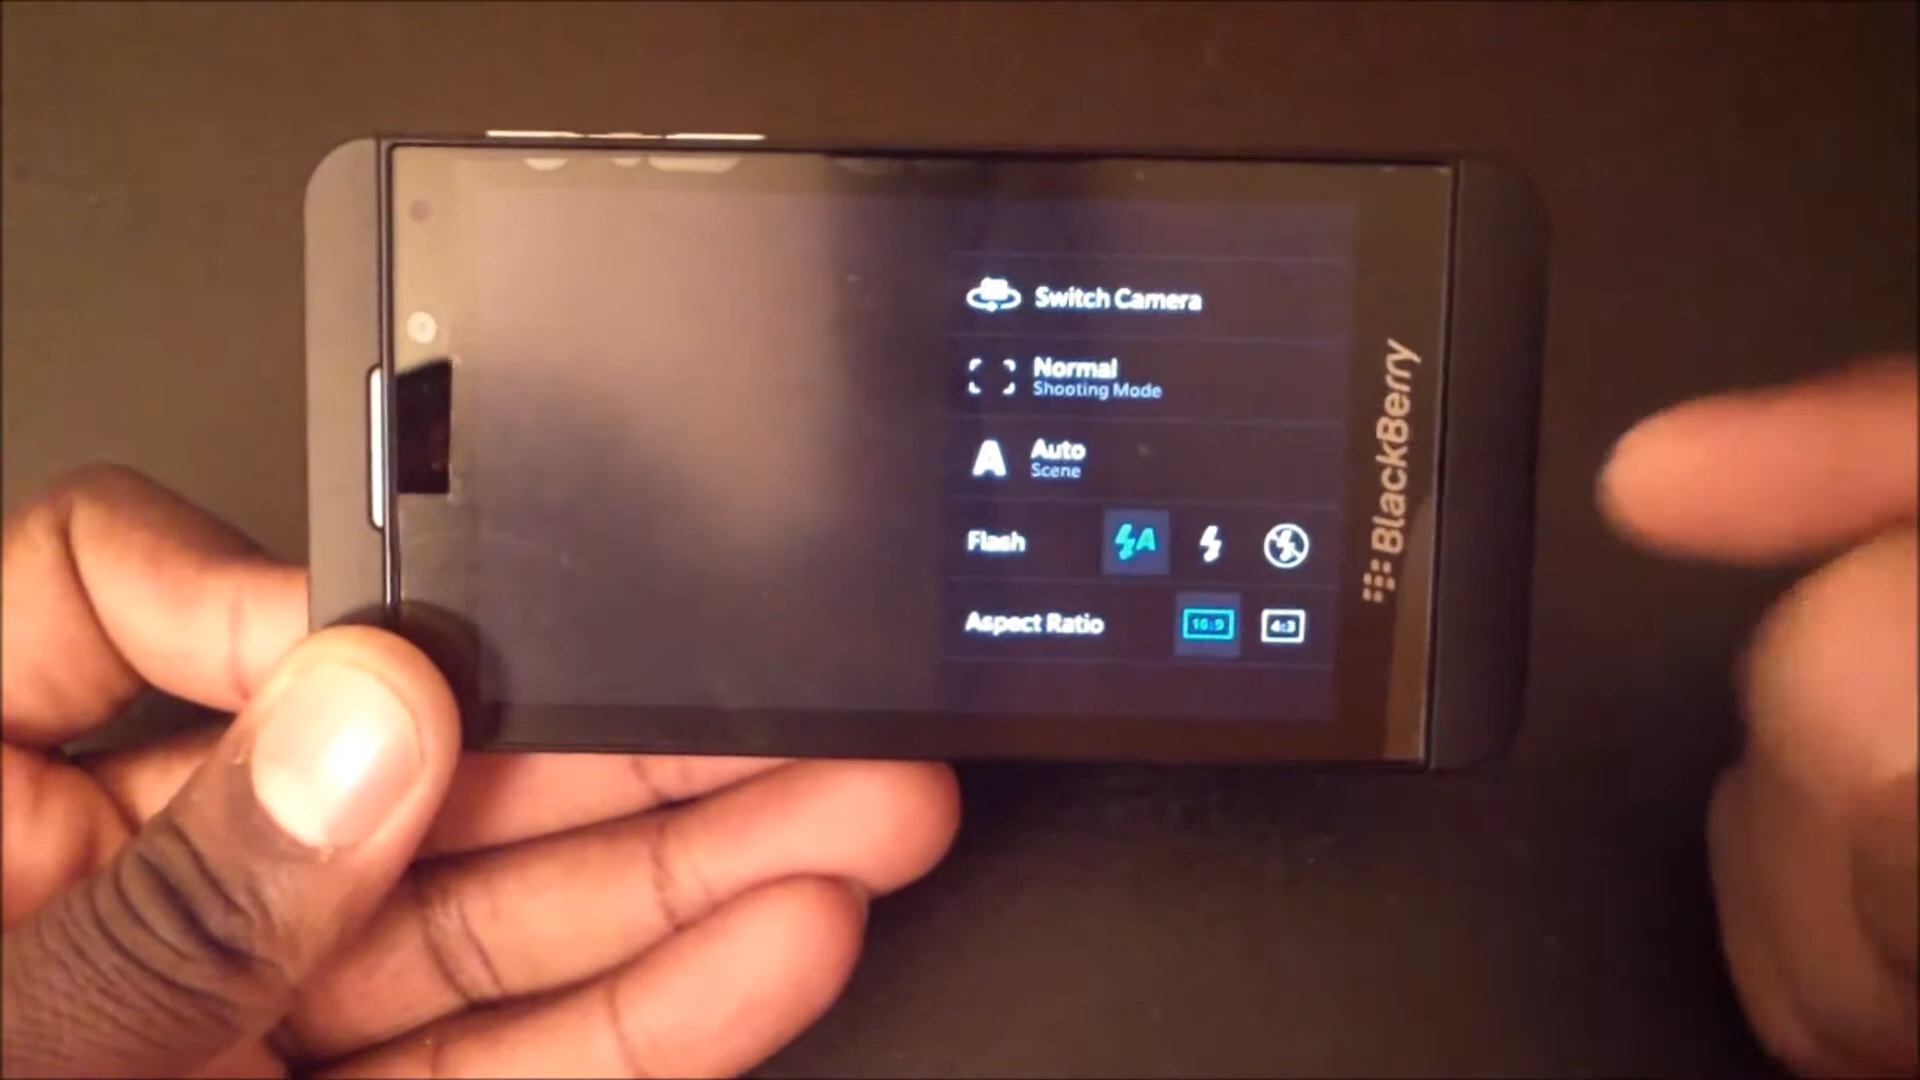 Switch Camera
Normal
Shooting Mode
A Auto
Scene
Flash A
Aspect Ratio 16:9 4:3
BlackBerry